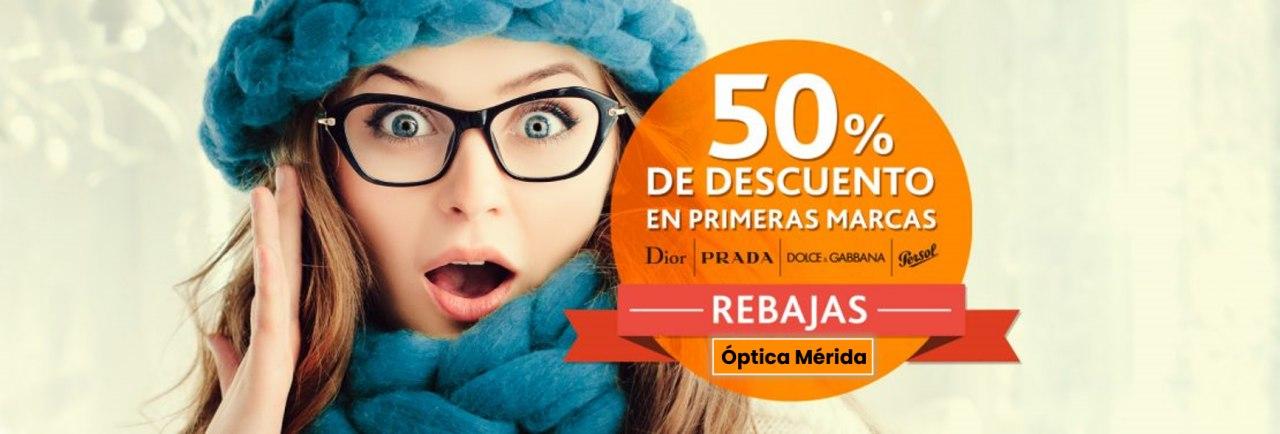 50%
DE DESCUENTO
EN PRIMERAS MARCAS
Dior PRADA DOLCE & GABBANA Persol
REBAJAS
Óptica Mérida